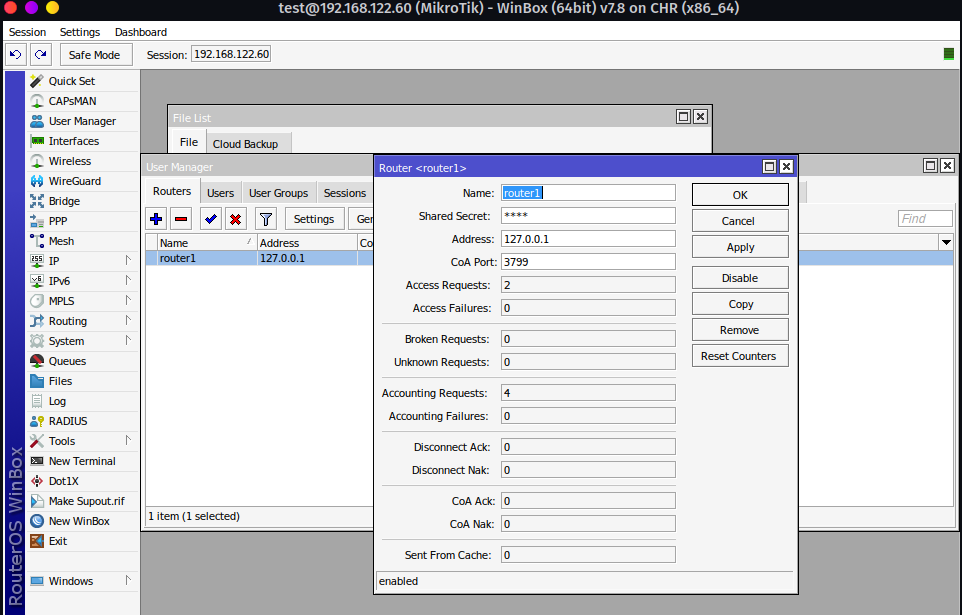 test@192.168.122.60 (MikroTik) - WinBox (64bit) v7.8 on CHR (x86_64)
Session Settings Dashboard
Safe Mode Session: 192.168.122.60
RouterOS WinBox
Quick Set
CAPsMAN
User Manager
Interfaces
Wireless
WireGuard
Bridge
PPP
Mesh
IP
IPv6
MPLS
Routing
System
Queues
Files
Log
RADIUS
Tools
New Terminal
Dot1X
Make Supout.rif
New WinBox
Exit
Windows
File List
File Cloud Backup
User Manager
Routers Users User Groups Sessions
Settings Ger
Find
Name Address Co
router1 127.0.0.1
1 item (1 selected)
Router <router1>
Name: router1
Shared Secret: ****
Address: 127.0.0.1
CoA Port: 3799
Access Requests: 2
Access Failures: 0
Broken Requests: 0
Unknown Requests: 0
Accounting Requests: 4
Accounting Failures: 0
Disconnect Ack: 0
Disconnect Nak: 0
CoA Ack: 0
CoA Nak: 0
Sent From Cache: 0
enabled
OK
Cancel
Apply
Disable
Copy
Remove
Reset Counters